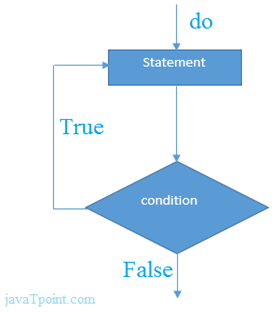 do
Statement
True
condition
False
javaTpoint.com